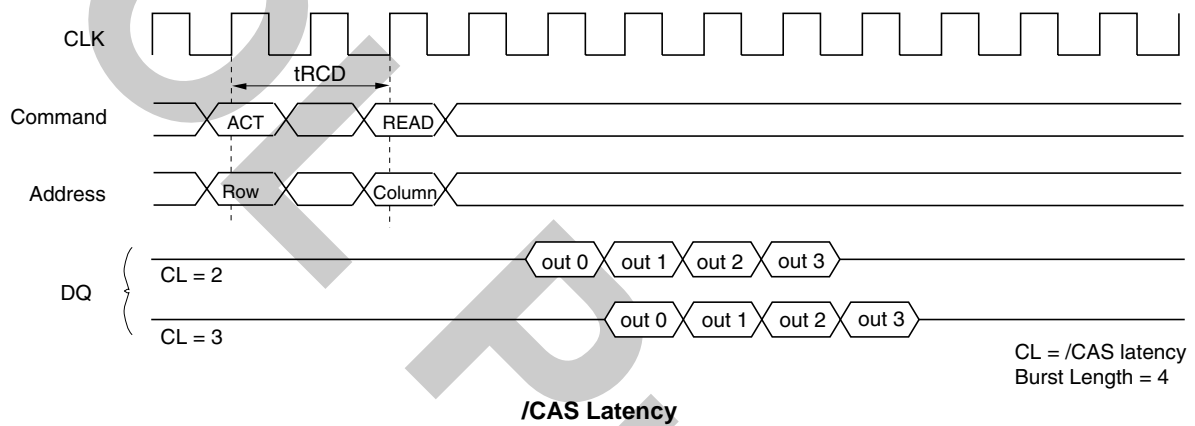 CLK
tRCD
Command ACT READ
Address Row Column
DQ
CL = 2 out 0 out 1 out 2 out 3
CL = 3 out 0 out 1 out 2 out 3
CL = /CAS latency
Burst Length = 4
/CAS Latency